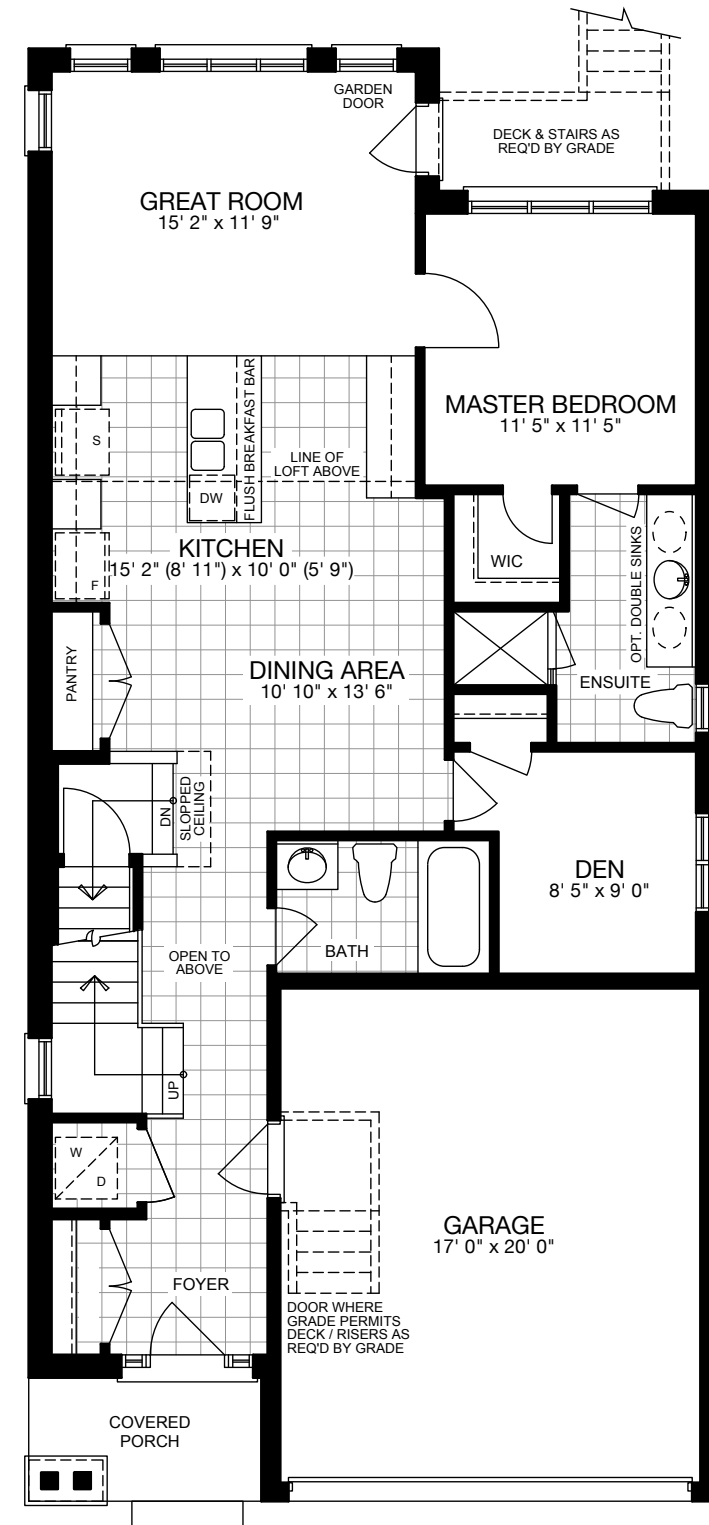 GARDEN
DOOR
DECK & STAIRS AS
REQ'D BY GRADE
GREAT ROOM
15' 2" x 11' 9"
MASTER BEDROOM
11' 5" x 11' 5"
FLUSH BREAKFAST BAR
S
LINE OF
LOFT ABOVE
DW
KITCHEN
15' 2" (8' 11") x 10' 0" (5' 9")
F
WIC
OPT. DOUBLE SINKS
PANTRY
DINING AREA
10' 10" x 13' 6"
ENSUITE
DN
SLOPPED
CEILING
DEN
8' 5" x 9' 0"
BATH
OPEN TO
ABOVE
UP
W
D
GARAGE
17' 0" x 20' 0"
FOYER
DOOR WHERE
GRADE PERMITS
DECK / RISERS AS
REQ'D BY GRADE
COVERED
PORCH